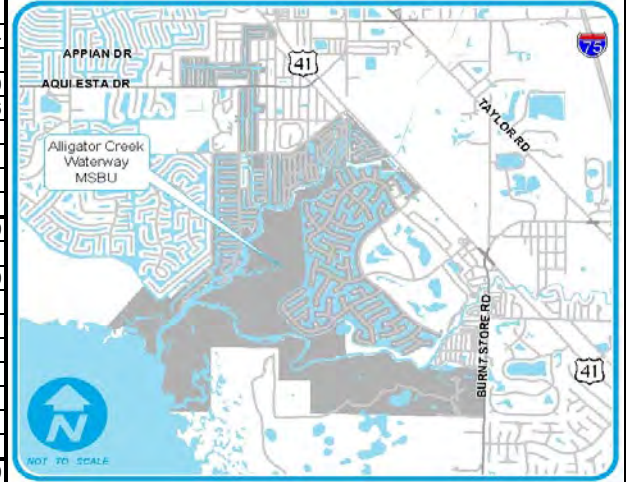 APPIAN DR
41
75
AQUI ESTA DR
TAYLOR RD
Alligator Creek
Waterway
MSBU
BURNT STORE RD
41
N
NOT TO SCALE